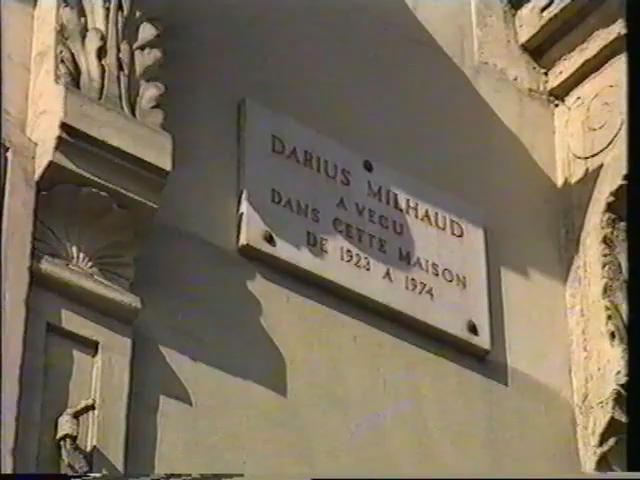 DARIUS MILHAUD
A VECU
DANS CETTE MAISON
DE 1923 A 1974